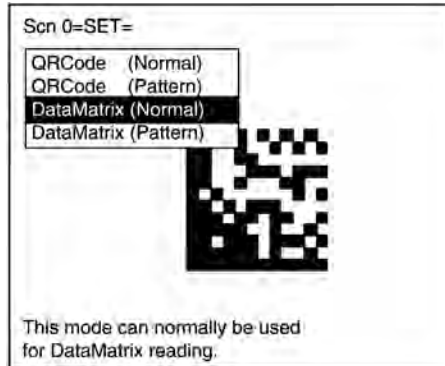 Scn 0=SET=
QRCode (Normal)
QRCode (Pattern)
DataMatrix (Normal)
DataMatrix (Pattern)
This mode can normally be used
for DataMatrix reading.